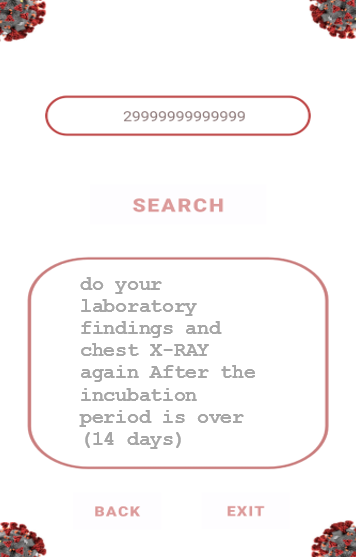 29999999999999
SEARCH
do your
laboratory
findings and
chest X-RAY
again After the
incubation
period is over
(14 days)
BACK EXIT